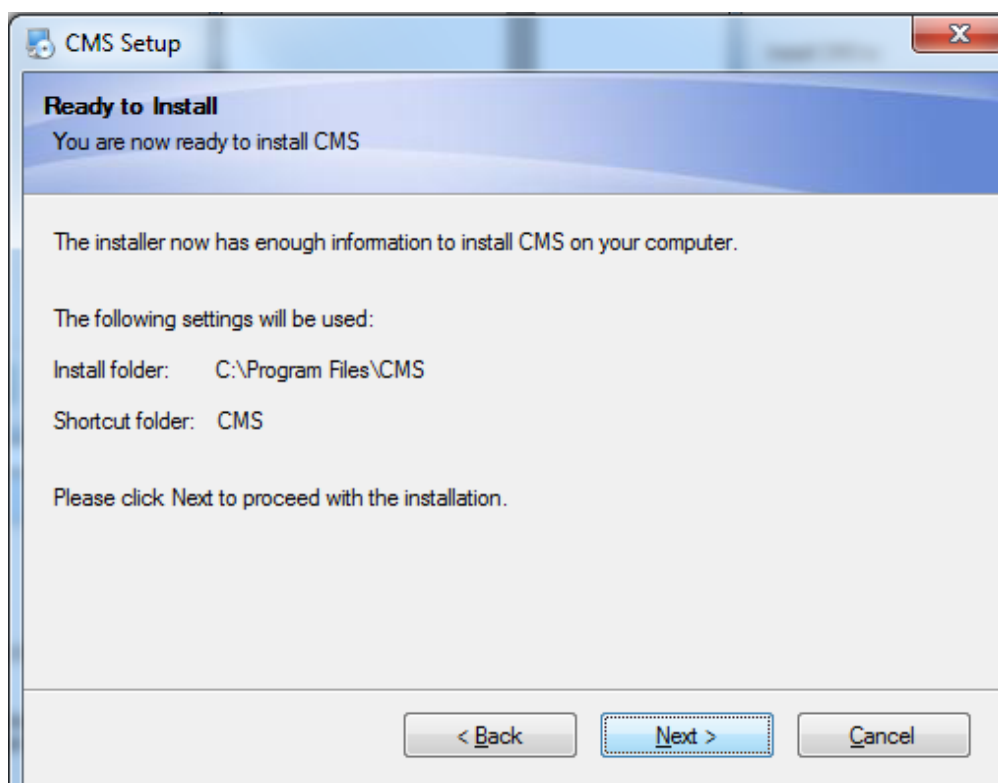 CMS Setup
Ready to Install
You are now ready to install CMS
The installer now has enough information to install CMS on your computer.
The following settings will be used:
Install folder: C:\Program Files\CMS
Shortcut folder: CMS
Please click Next to proceed with the installation.
< Back Next > Cancel